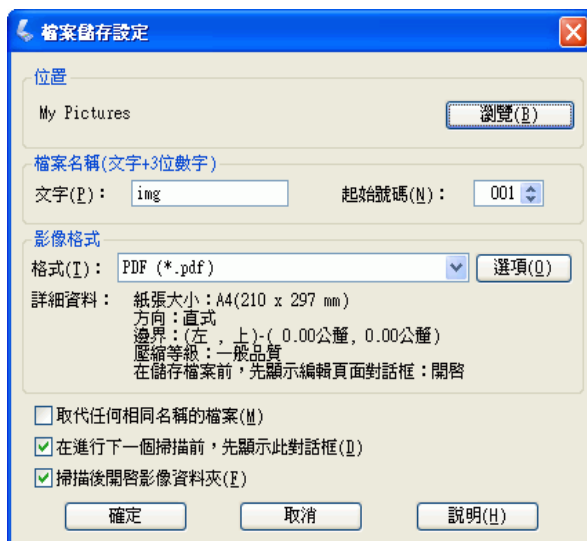 檔案儲存設定
位置
My Pictures
瀏覽(B)
檔案名稱(文字+3位數字)
文字(P)：
img
起始號碼(N)：
001
影像格式
格式(T)：
PDF (*.pdf)
選項(O)
詳細資料：
紙張大小：A4(210 x 297 mm)
方向：直式
邊界：(左 , 上)-( 0.00公釐, 0.00公釐)
壓縮等級：一般品質
在儲存檔案前，先顯示編輯頁面對話框：開啓
取代任何相同名稱的檔案(M)
在進行下一個掃描前，先顯示此對話框(D)
掃描後開啓影像資料夾(F)
確定
取消
說明(H)